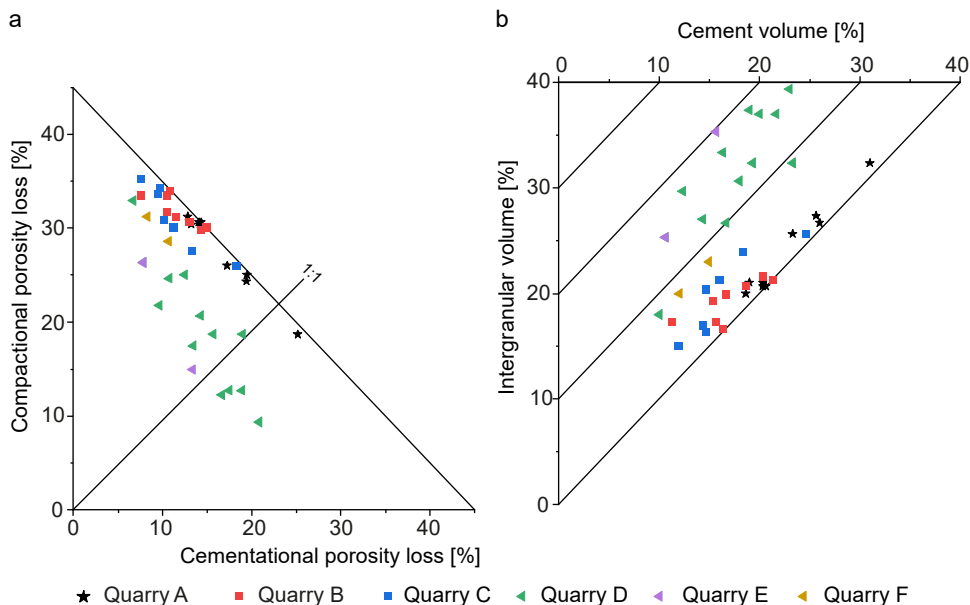 a
b
Cement volume [%]
0 10 20 30 40
40
30
20
10
0
Compactional porosity loss [%]
1:1
0 10 20 30 40
Cementational porosity loss [%]
40
30
20
10
0
Intergranular volume [%]
Quarry A Quarry B Quarry C Quarry D Quarry E Quarry F